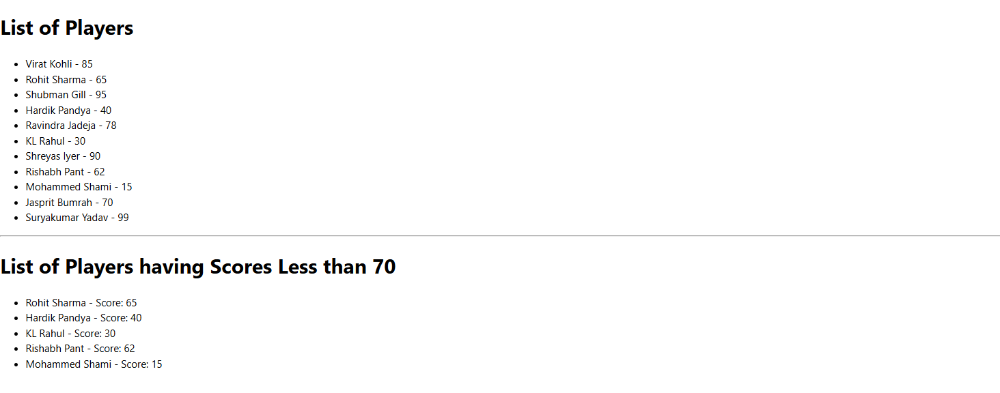 List of Players
Virat Kohli - 85
Rohit Sharma - 65
Shubman Gill - 95
Hardik Pandya - 40
Ravindra Jadeja - 78
KL Rahul - 30
Shreyas Iyer - 90
Rishabh Pant - 62
Mohammed Shami - 15
Jasprit Bumrah - 70
Suryakumar Yadav - 99
List of Players having Scores Less than 70
Rohit Sharma - Score: 65
Hardik Pandya - Score: 40
KL Rahul - Score: 30
Rishabh Pant - Score: 62
Mohammed Shami - Score: 15